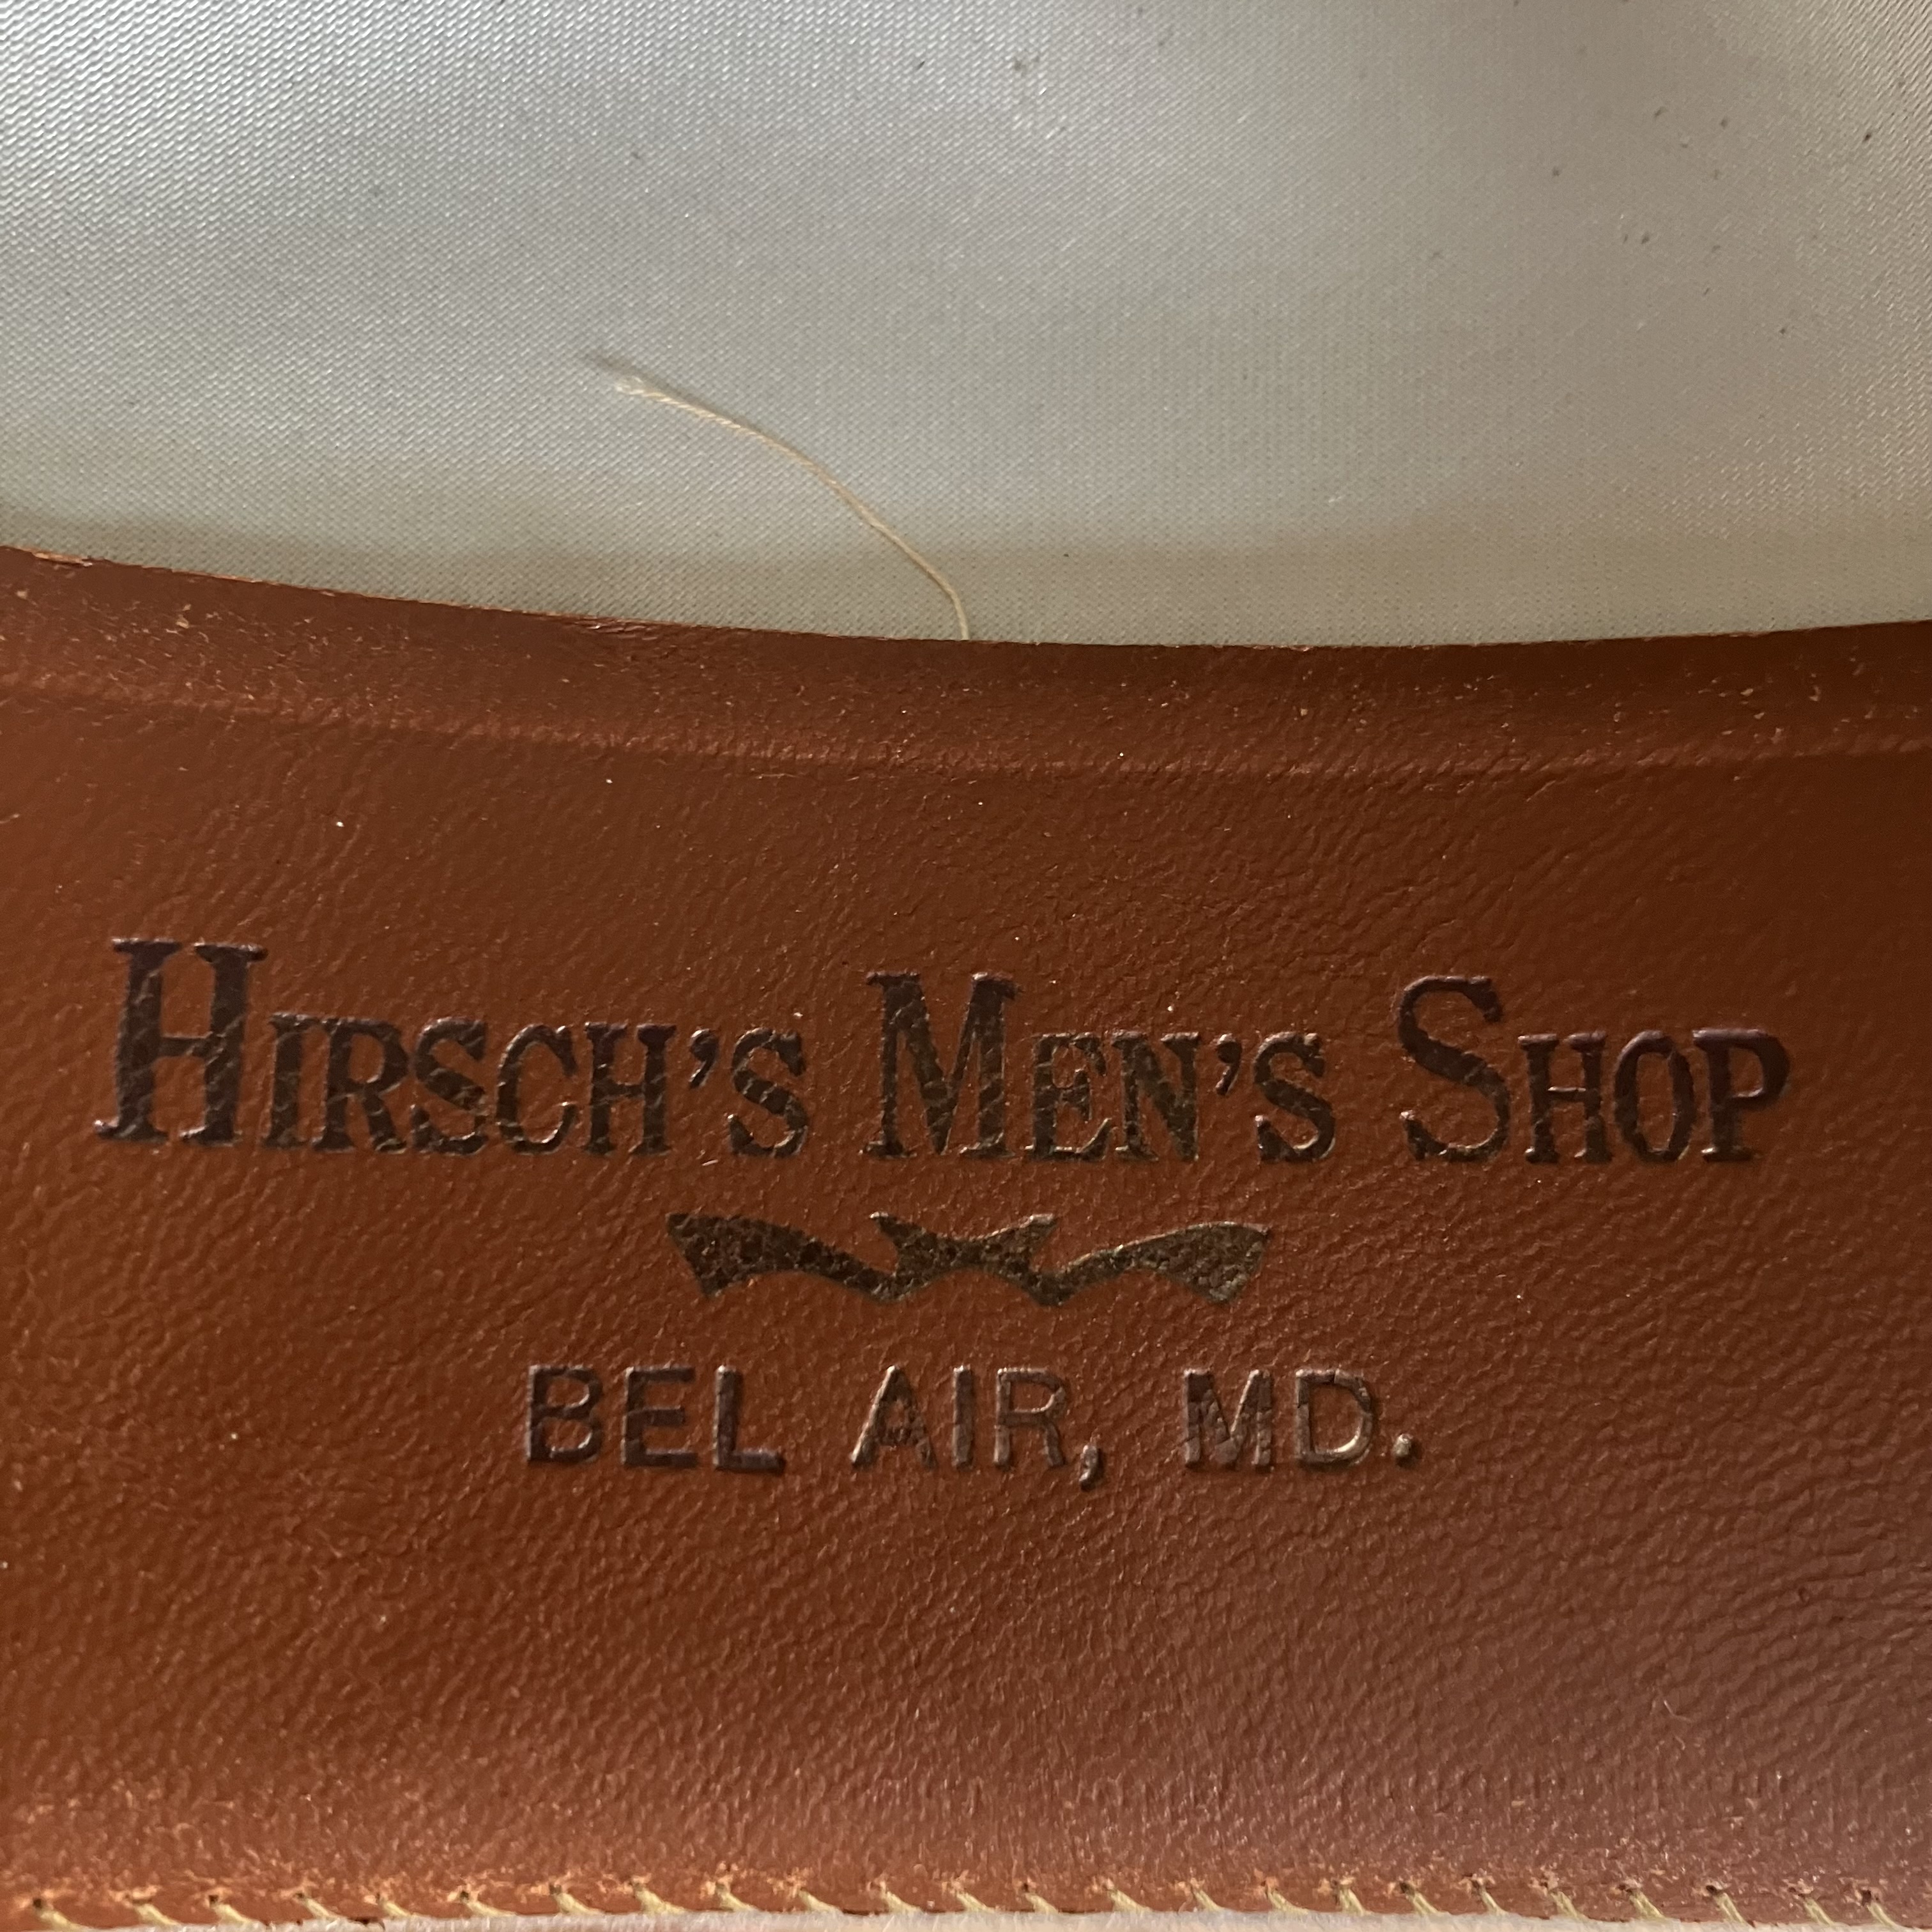 HIRSCH'S MEN'S SHOP
BEL AIR, MD.